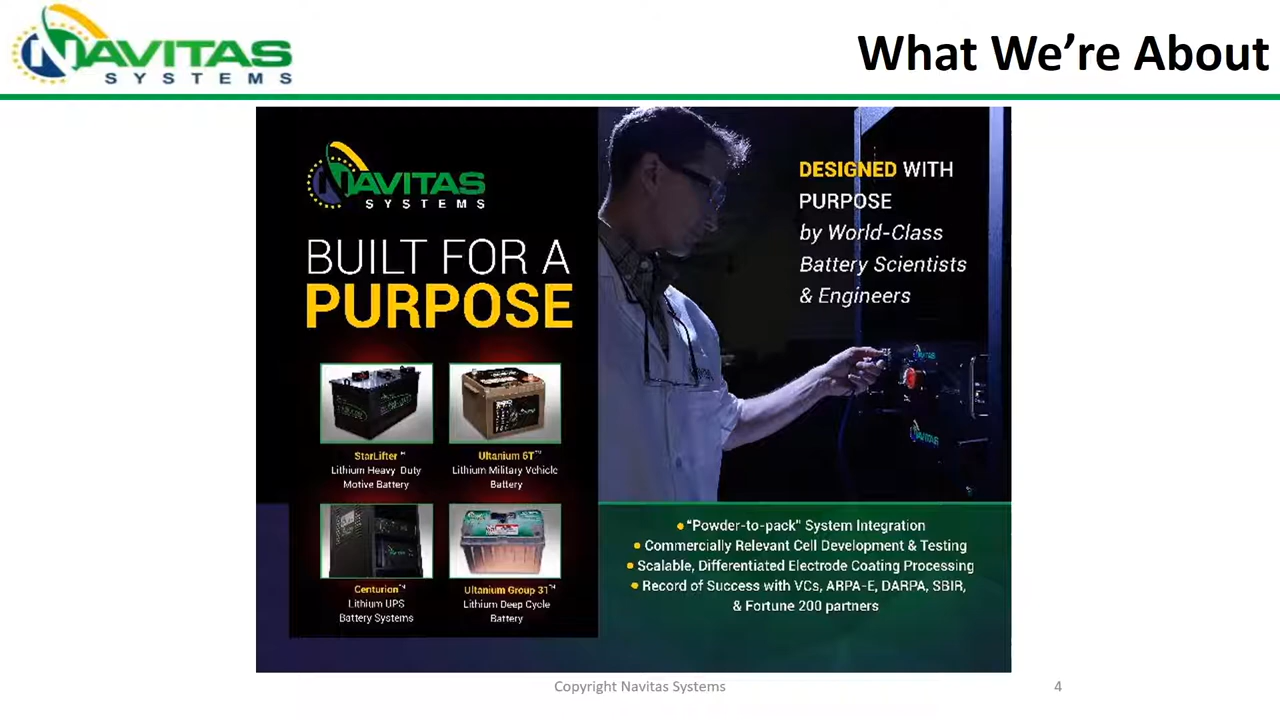 NAVITAS
SYSTEMS
What We're About
NAVITAS
SYSTEMS
BUILT FOR A
PURPOSE
StarLifter™
Lithium Heavy Duty
Motive Battery
Ultanium 6T™
Lithium Military Vehicle
Battery
Centurion™
Lithium UPS
Battery Systems
Ultanium Group 31™
Lithium Deep Cycle
Battery
DESIGNED WITH
PURPOSE
by World-Class
Battery Scientists
& Engineers
NAVITAS
NAVITAS
•"Powder-to-pack" System Integration
• Commercially Relevant Cell Development & Testing
• Scalable, Differentiated Electrode Coating Processing
• Record of Success with VCs, ARPA-E, DARPA, SBIR,
& Fortune 200 partners
Copyright Navitas Systems
4